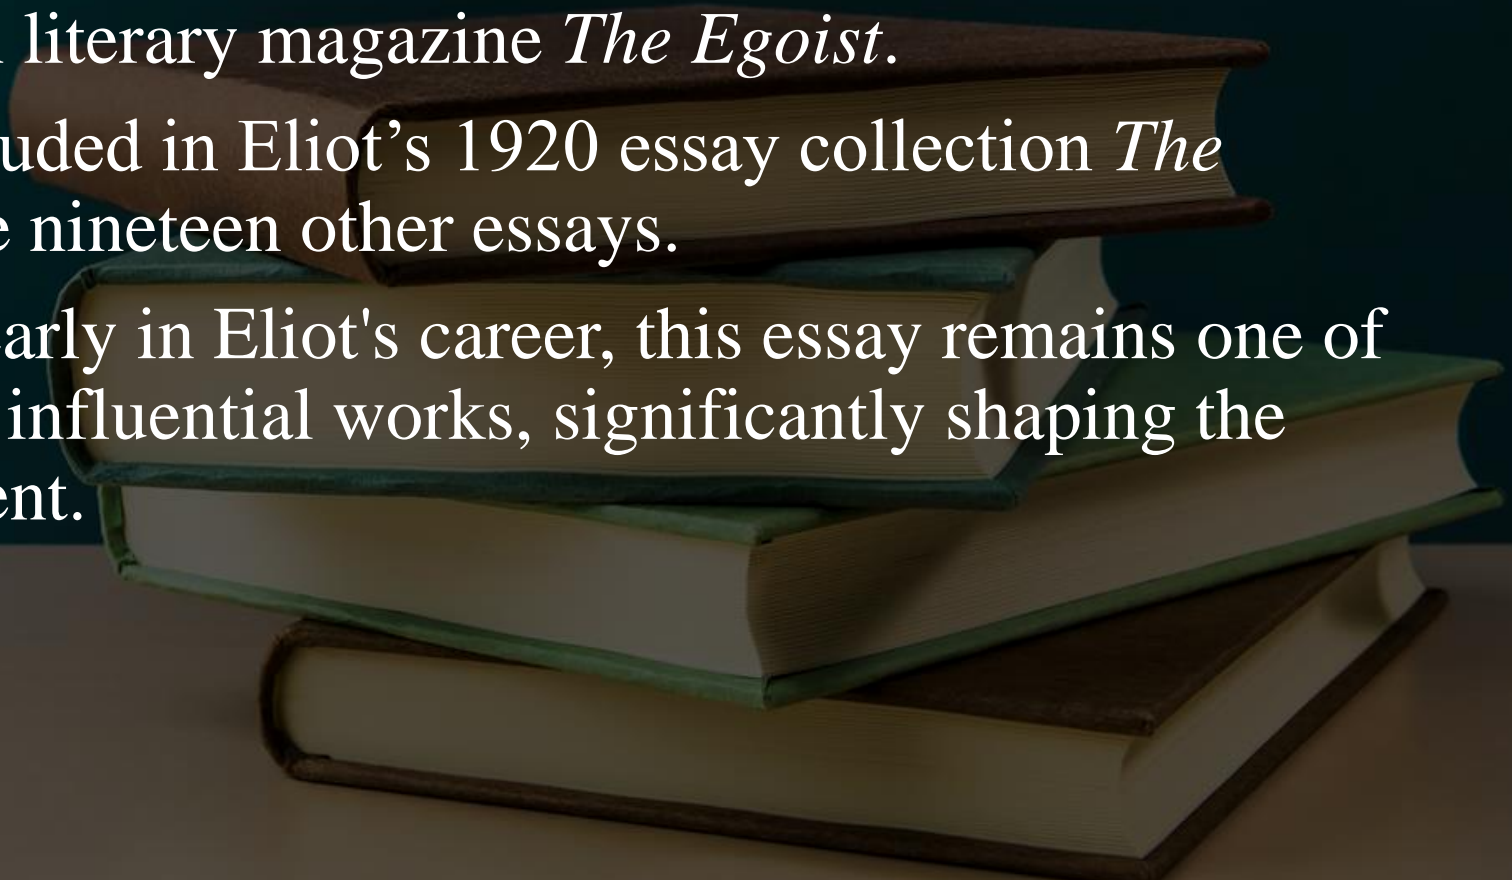 literary magazine The Egoist.
uded in Eliot’s 1920 essay collection The
nineteen other essays.
arly in Eliot's career, this essay remains one of
influential works, significantly shaping the
ent.